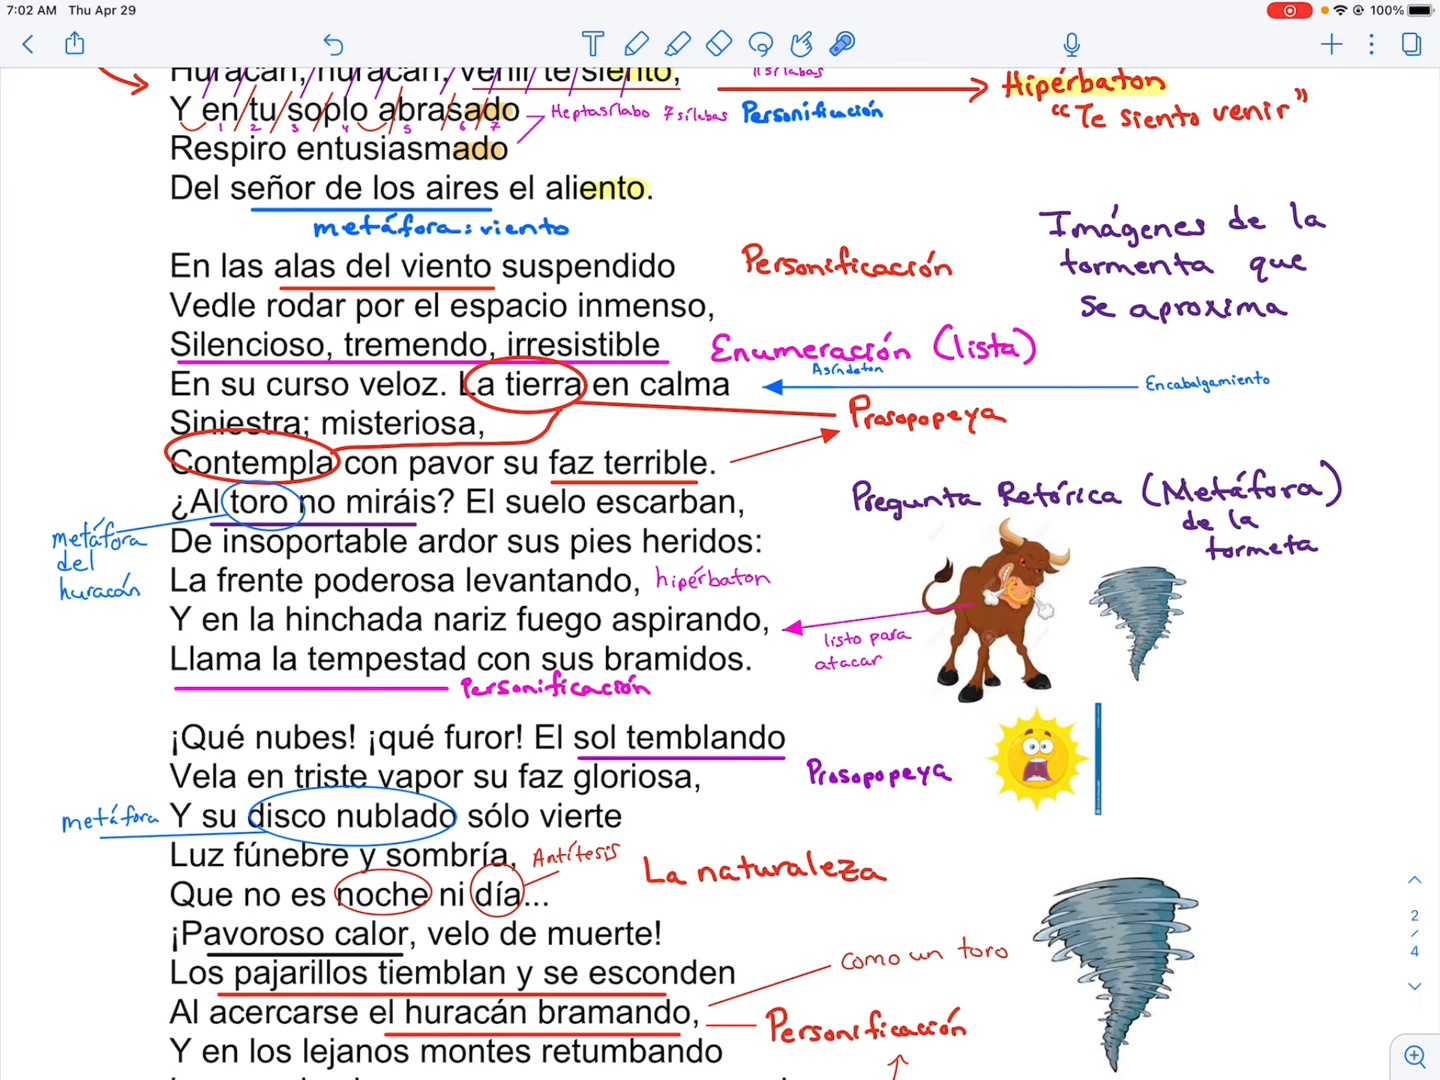 7:02 AM Thu Apr 29
100%
Huracán, huracán, venir te siento,
11 sílabas
Hipérbaton
Y en tu soplo abrasado
1 2 3 4 5 6 7
Heptasílabo 7 sílabas
Personificación
"Te siento venir"
Respiro entusiasmado
Del señor de los aires el aliento.
metáfora: viento
Imágenes de la
tormenta que
se aproxima
En las alas del viento suspendido
Personificación
Vedle rodar por el espacio inmenso,
Silencioso, tremendo, irresistible
Enumeración (lista)
Asíndeton
En su curso veloz. La tierra en calma
Encabalgamiento
Siniestra; misteriosa,
Prosopopeya
Contempla con pavor su faz terrible.
¿Al toro no miráis? El suelo escarban,
Pregunta Retórica (Metáfora)
de la
tormeta
metáfora
del
huracán
De insoportable ardor sus pies heridos:
La frente poderosa levantando,
hipérbaton
Y en la hinchada nariz fuego aspirando,
listo para
atacar
Llama la tempestad con sus bramidos.
Personificación
¡Qué nubes! ¡qué furor! El sol temblando
Vela en triste vapor su faz gloriosa,
Prosopopeya
metáfora
Y su disco nublado sólo vierte
Luz fúnebre y sombría,
Antítesis
La naturaleza
Que no es noche ni día...
¡Pavoroso calor, velo de muerte!
Los pajarillos tiemblan y se esconden
Como un toro
Al acercarse el huracán bramando,
Personificación
Y en los lejanos montes retumbando
2
/
4